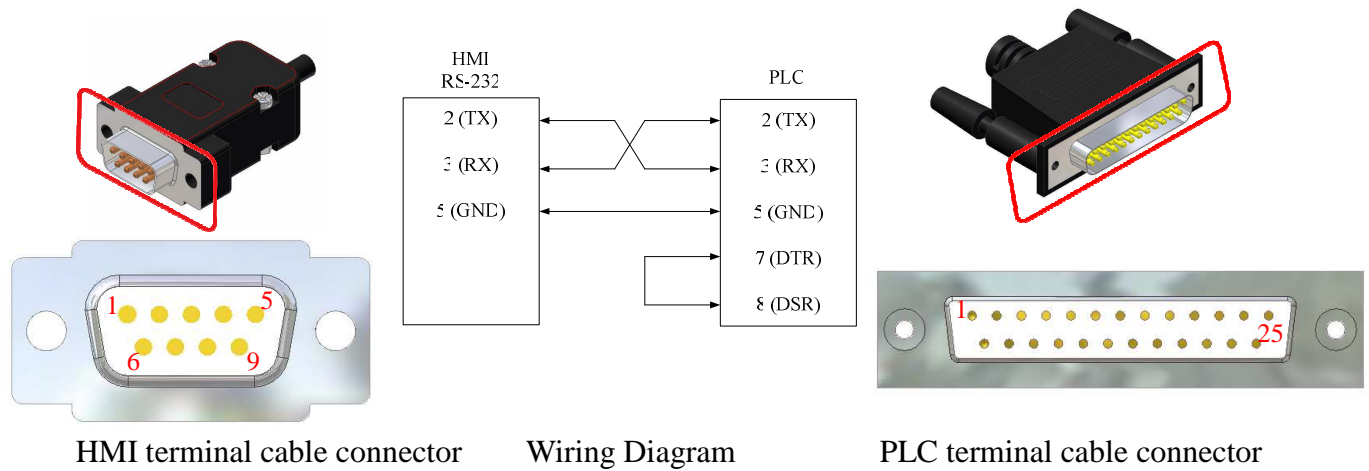 HMI
RS-232
2 (TX)
3 (RX)
5 (GND)
PLC
2 (TX)
3 (RX)
5 (GND)
7 (DTR)
8 (DSR)
1
5
6
9
1
25
HMI terminal cable connector
Wiring Diagram
PLC terminal cable connector